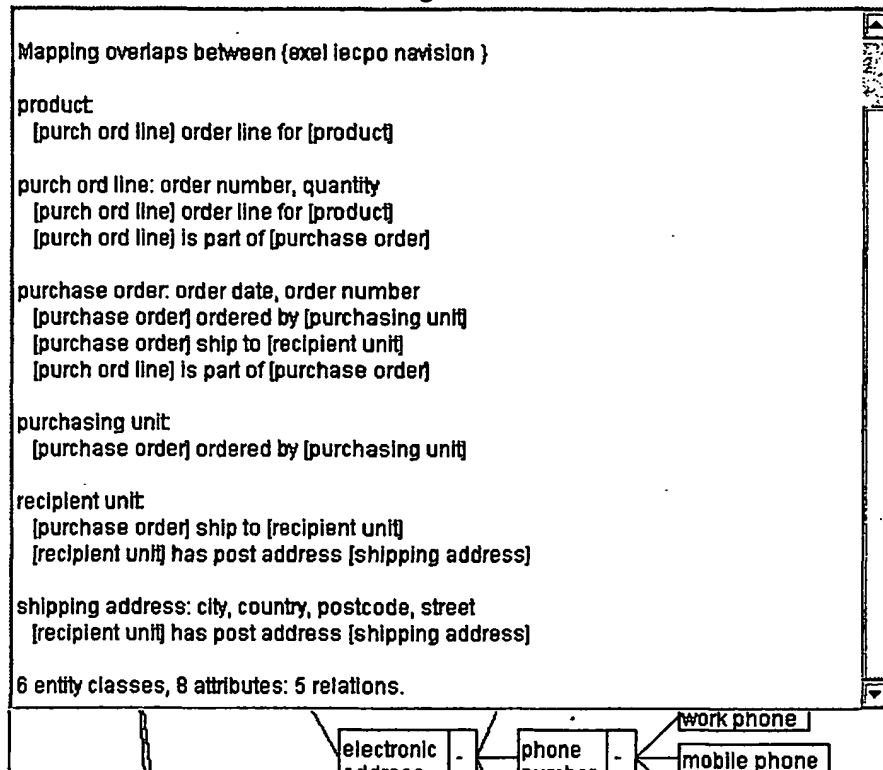 Mapping overlaps between {exel iecpo navision }
product:
[purch ord line] order line for [product]
purch ord line: order number, quantity
[purch ord line] order line for [product]
[purch ord line] is part of [purchase order]
purchase order: order date, order number
[purchase order] ordered by [purchasing unit]
[purchase order] ship to [recipient unit]
[purch ord line] is part of [purchase order]
purchasing unit:
[purchase order] ordered by [purchasing unit]
recipient unit:
[purchase order] ship to [recipient unit]
[recipient unit] has post address [shipping address]
shipping address: city, country, postcode, street
[recipient unit] has post address [shipping address]
6 entity classes, 8 attributes: 5 relations.
work phone
electronic - phone - mobile phone